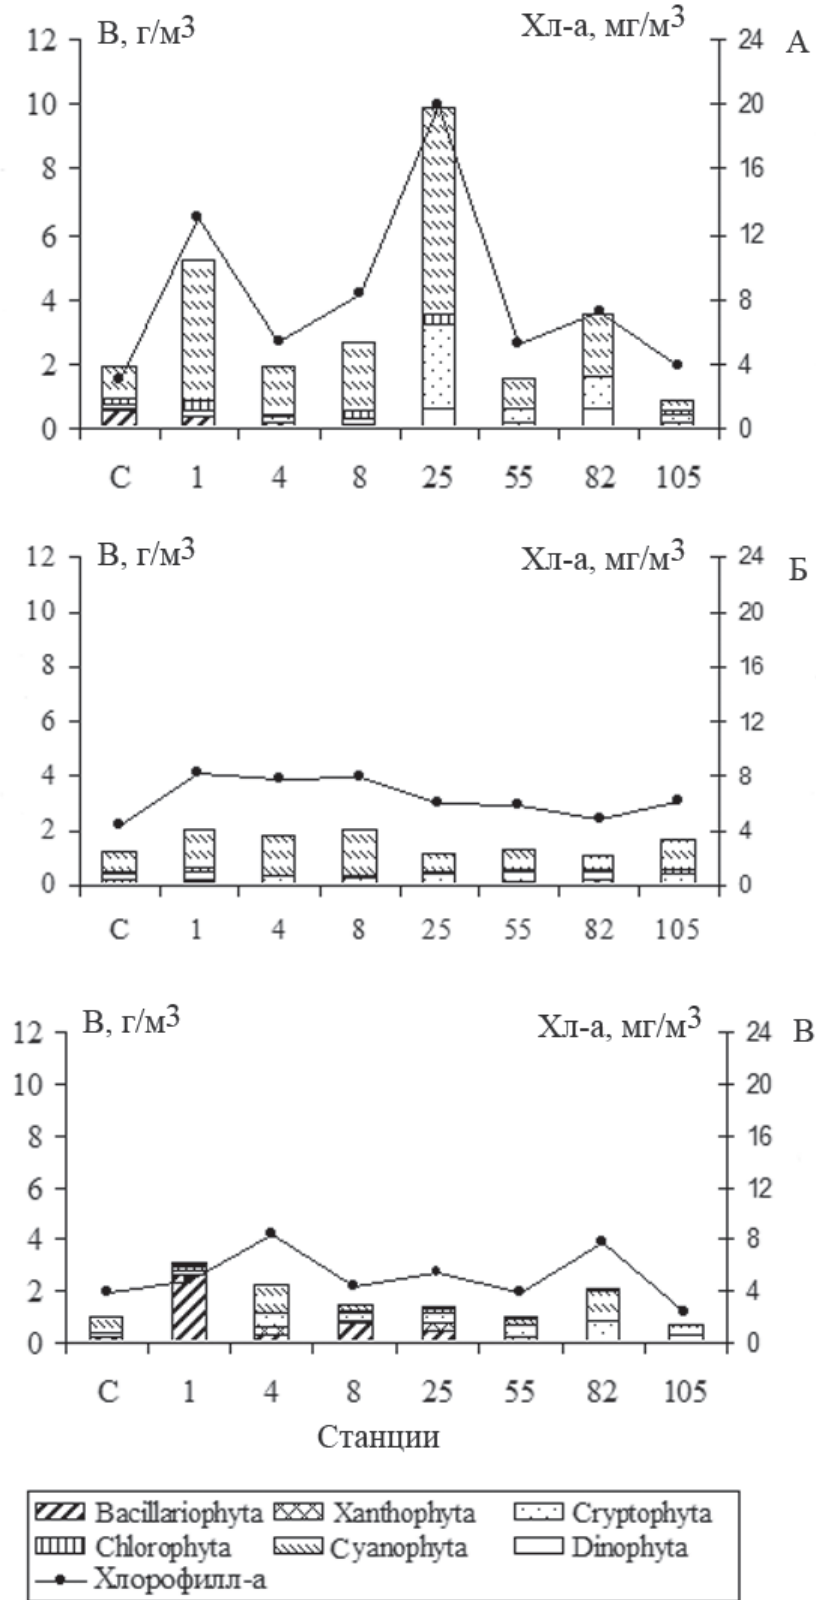 В, г/м3 Хл-а, мг/м3 А
12 24
10 20
8 16
6 12
4 8
2 4
0 0
С 1 4 8 25 55 82 105
В, г/м3 Хл-а, мг/м3 Б
12 24
10 20
8 16
6 12
4 8
2 4
0 0
С 1 4 8 25 55 82 105
В, г/м3 Хл-а, мг/м3 В
12 24
10 20
8 16
6 12
4 8
2 4
0 0
С 1 4 8 25 55 82 105
Станции
Bacillariophyta Xanthophyta Cryptophyta
Chlorophyta Cyanophyta Dinophyta
Хлорофилл-а